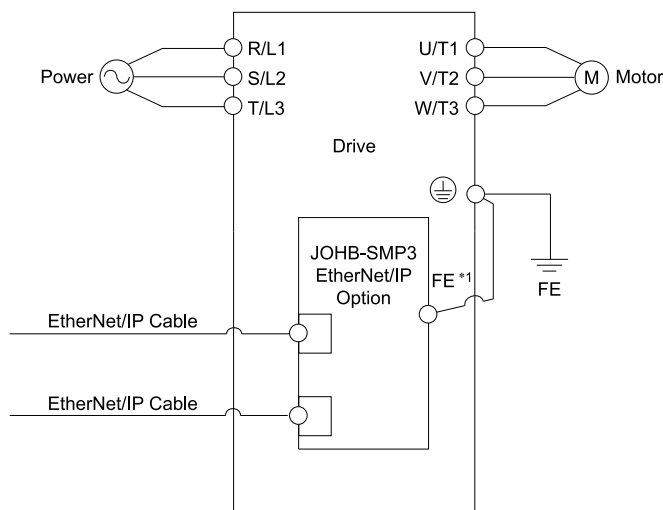 R/L1
U/T1
Power
S/L2
V/T2
M
Motor
T/L3
W/T3
Drive
JOHB-SMP3
EtherNet/IP
Option
FE *1
FE
EtherNet/IP Cable
EtherNet/IP Cable